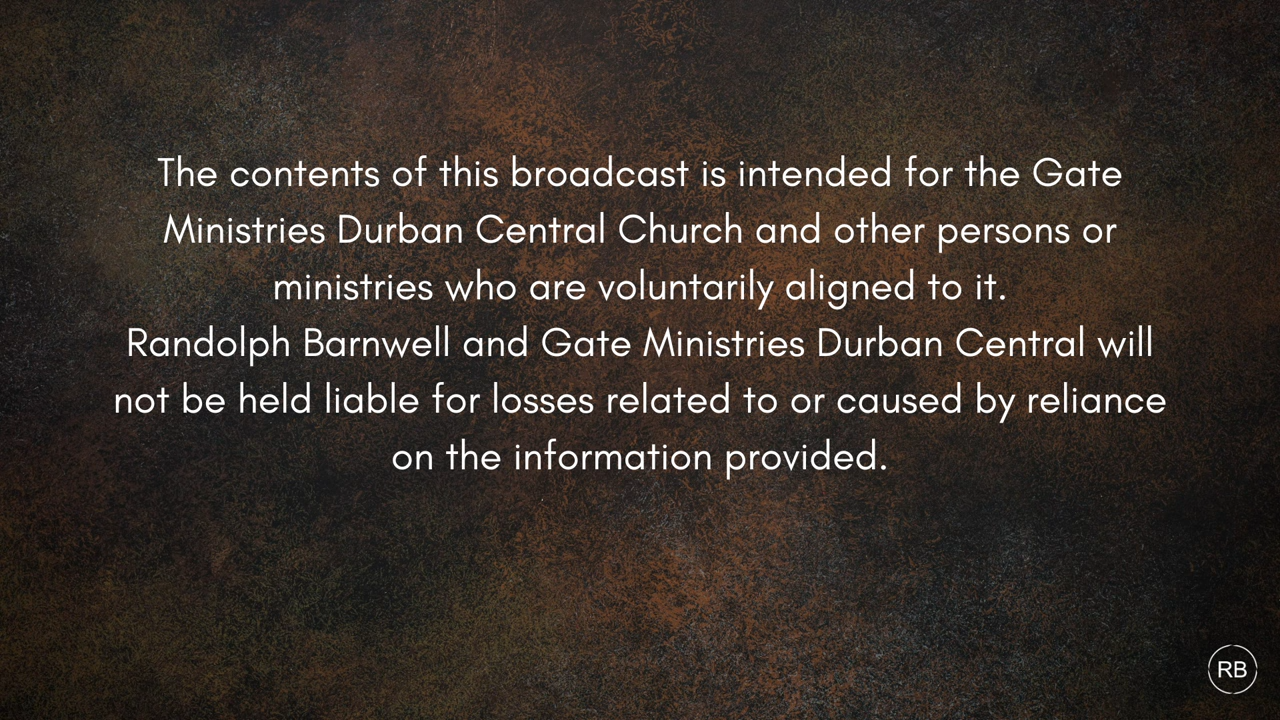 The contents of this broadcast is intended for the Gate
Ministries Durban Central Church and other persons or
ministries who are voluntarily aligned to it.
Randolph Barnwell and Gate Ministries Durban Central will
not be held liable for losses related to or caused by reliance
on the information provided.
RB